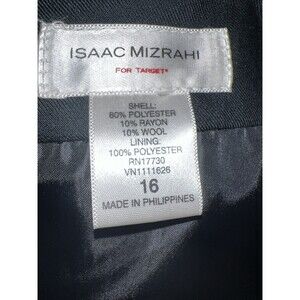 ISAAC MIZRAHI
FOR TARGET®
SHELL:
80% POLYESTER
10% RAYON
10% WOOL
LINING:
100% POLYESTER
RN17730
VN1111626
16
MADE IN PHILIPPINES